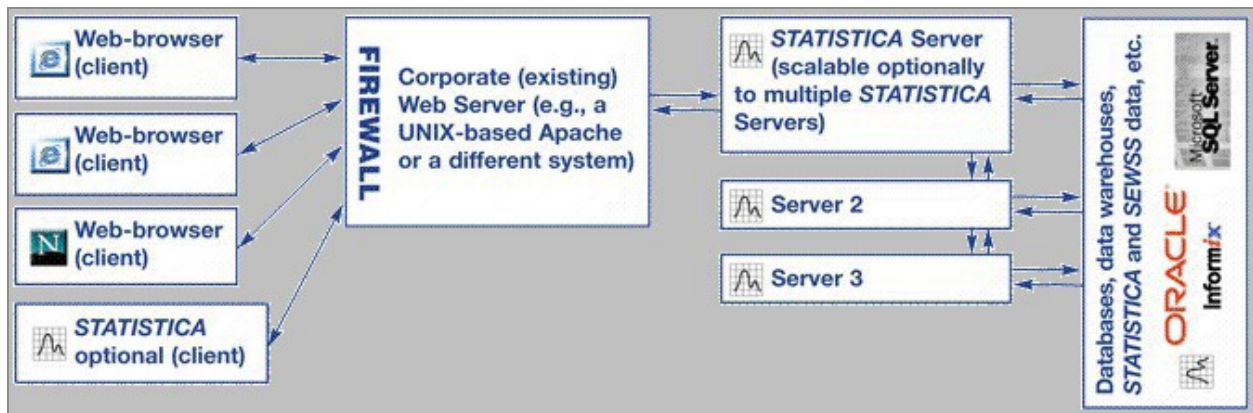 Web-browser
(client)
Web-browser
(client)
N
Web-browser
(client)
STATISTICA
optional (client)
FIREWALL
Corporate (existing)
Web Server (e.g., a
UNIX-based Apache
or a different system)
STATISTICA Server
(scalable optionally
to multiple STATISTICA
Servers)
Server 2
Server 3
Databases, data warehouses,
STATISTICA and SEWSS data, etc.
Microsoft
SQL Server
ORACLE®
Informix